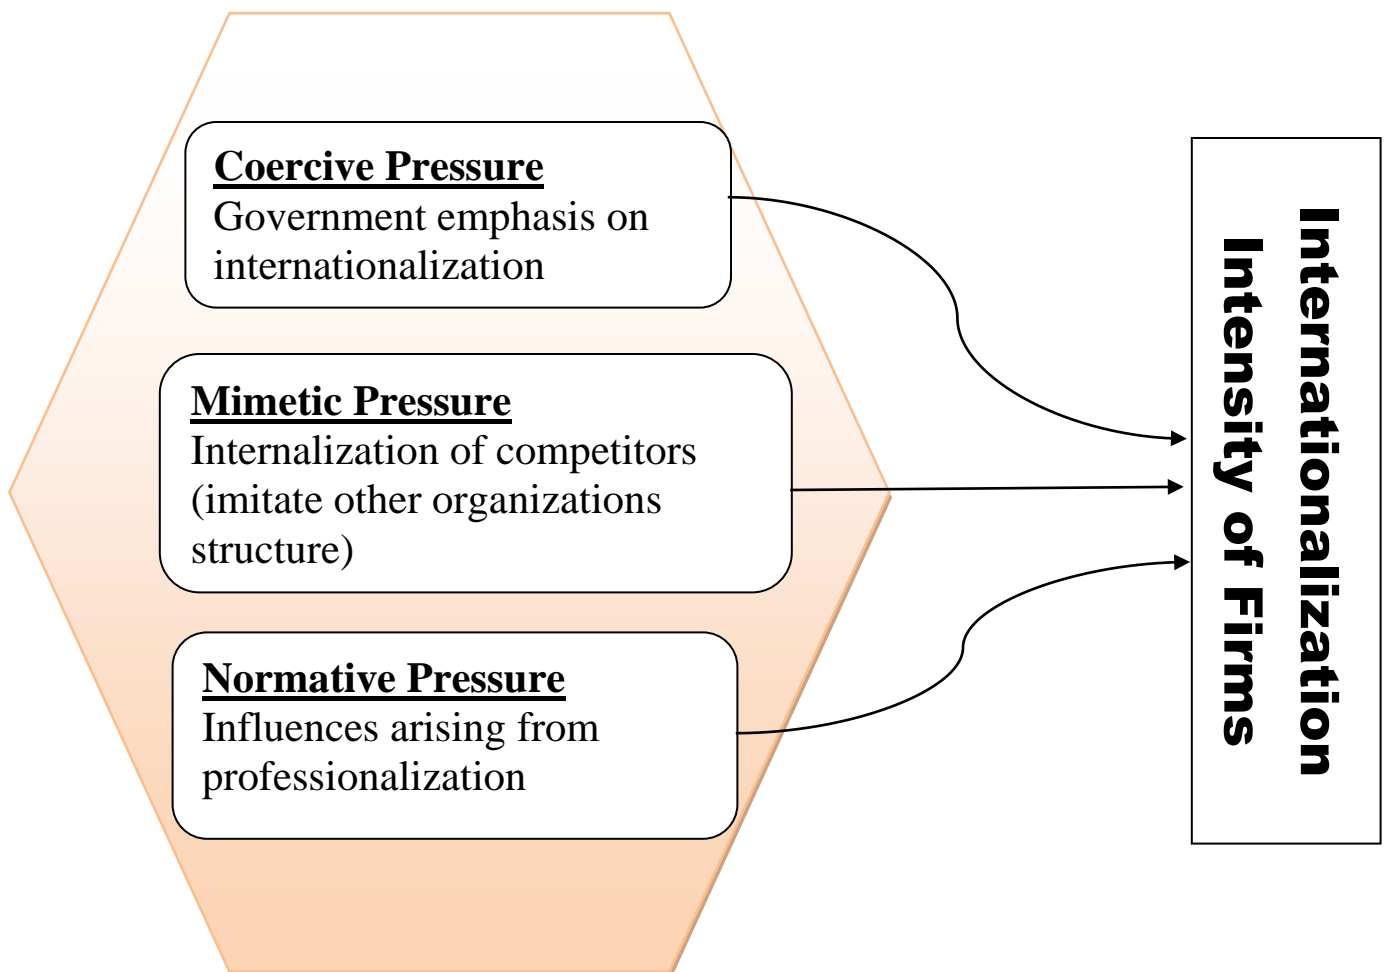 Coercive Pressure
Government emphasis on
internationalization
Mimetic Pressure
Internalization of competitors
(imitate other organizations
structure)
Normative Pressure
Influences arising from
professionalization
Internationalization
Intensity of Firms